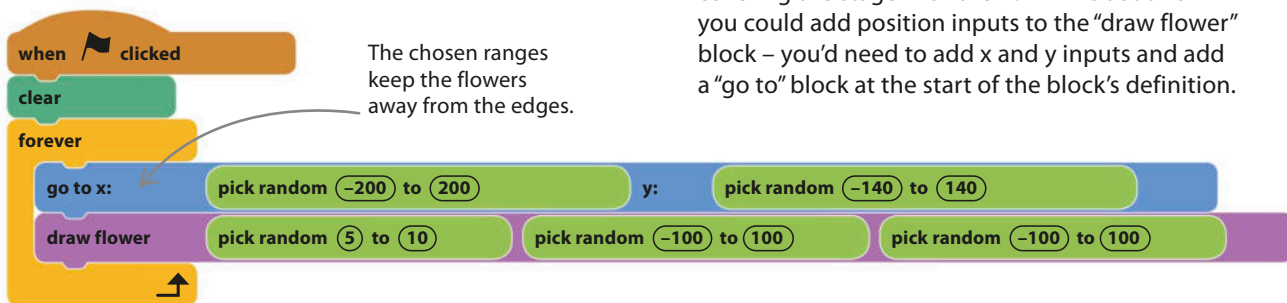 you could add position inputs to the “draw flower”
block – you’d need to add x and y inputs and add
a “go to” block at the start of the block’s definition.
The chosen ranges
keep the flowers
away from the edges.
when clicked
clear
forever
go to x: pick random –200 to 200 y: pick random –140 to 140
draw flower pick random 5 to 10 pick random –100 to 100 pick random –100 to 100